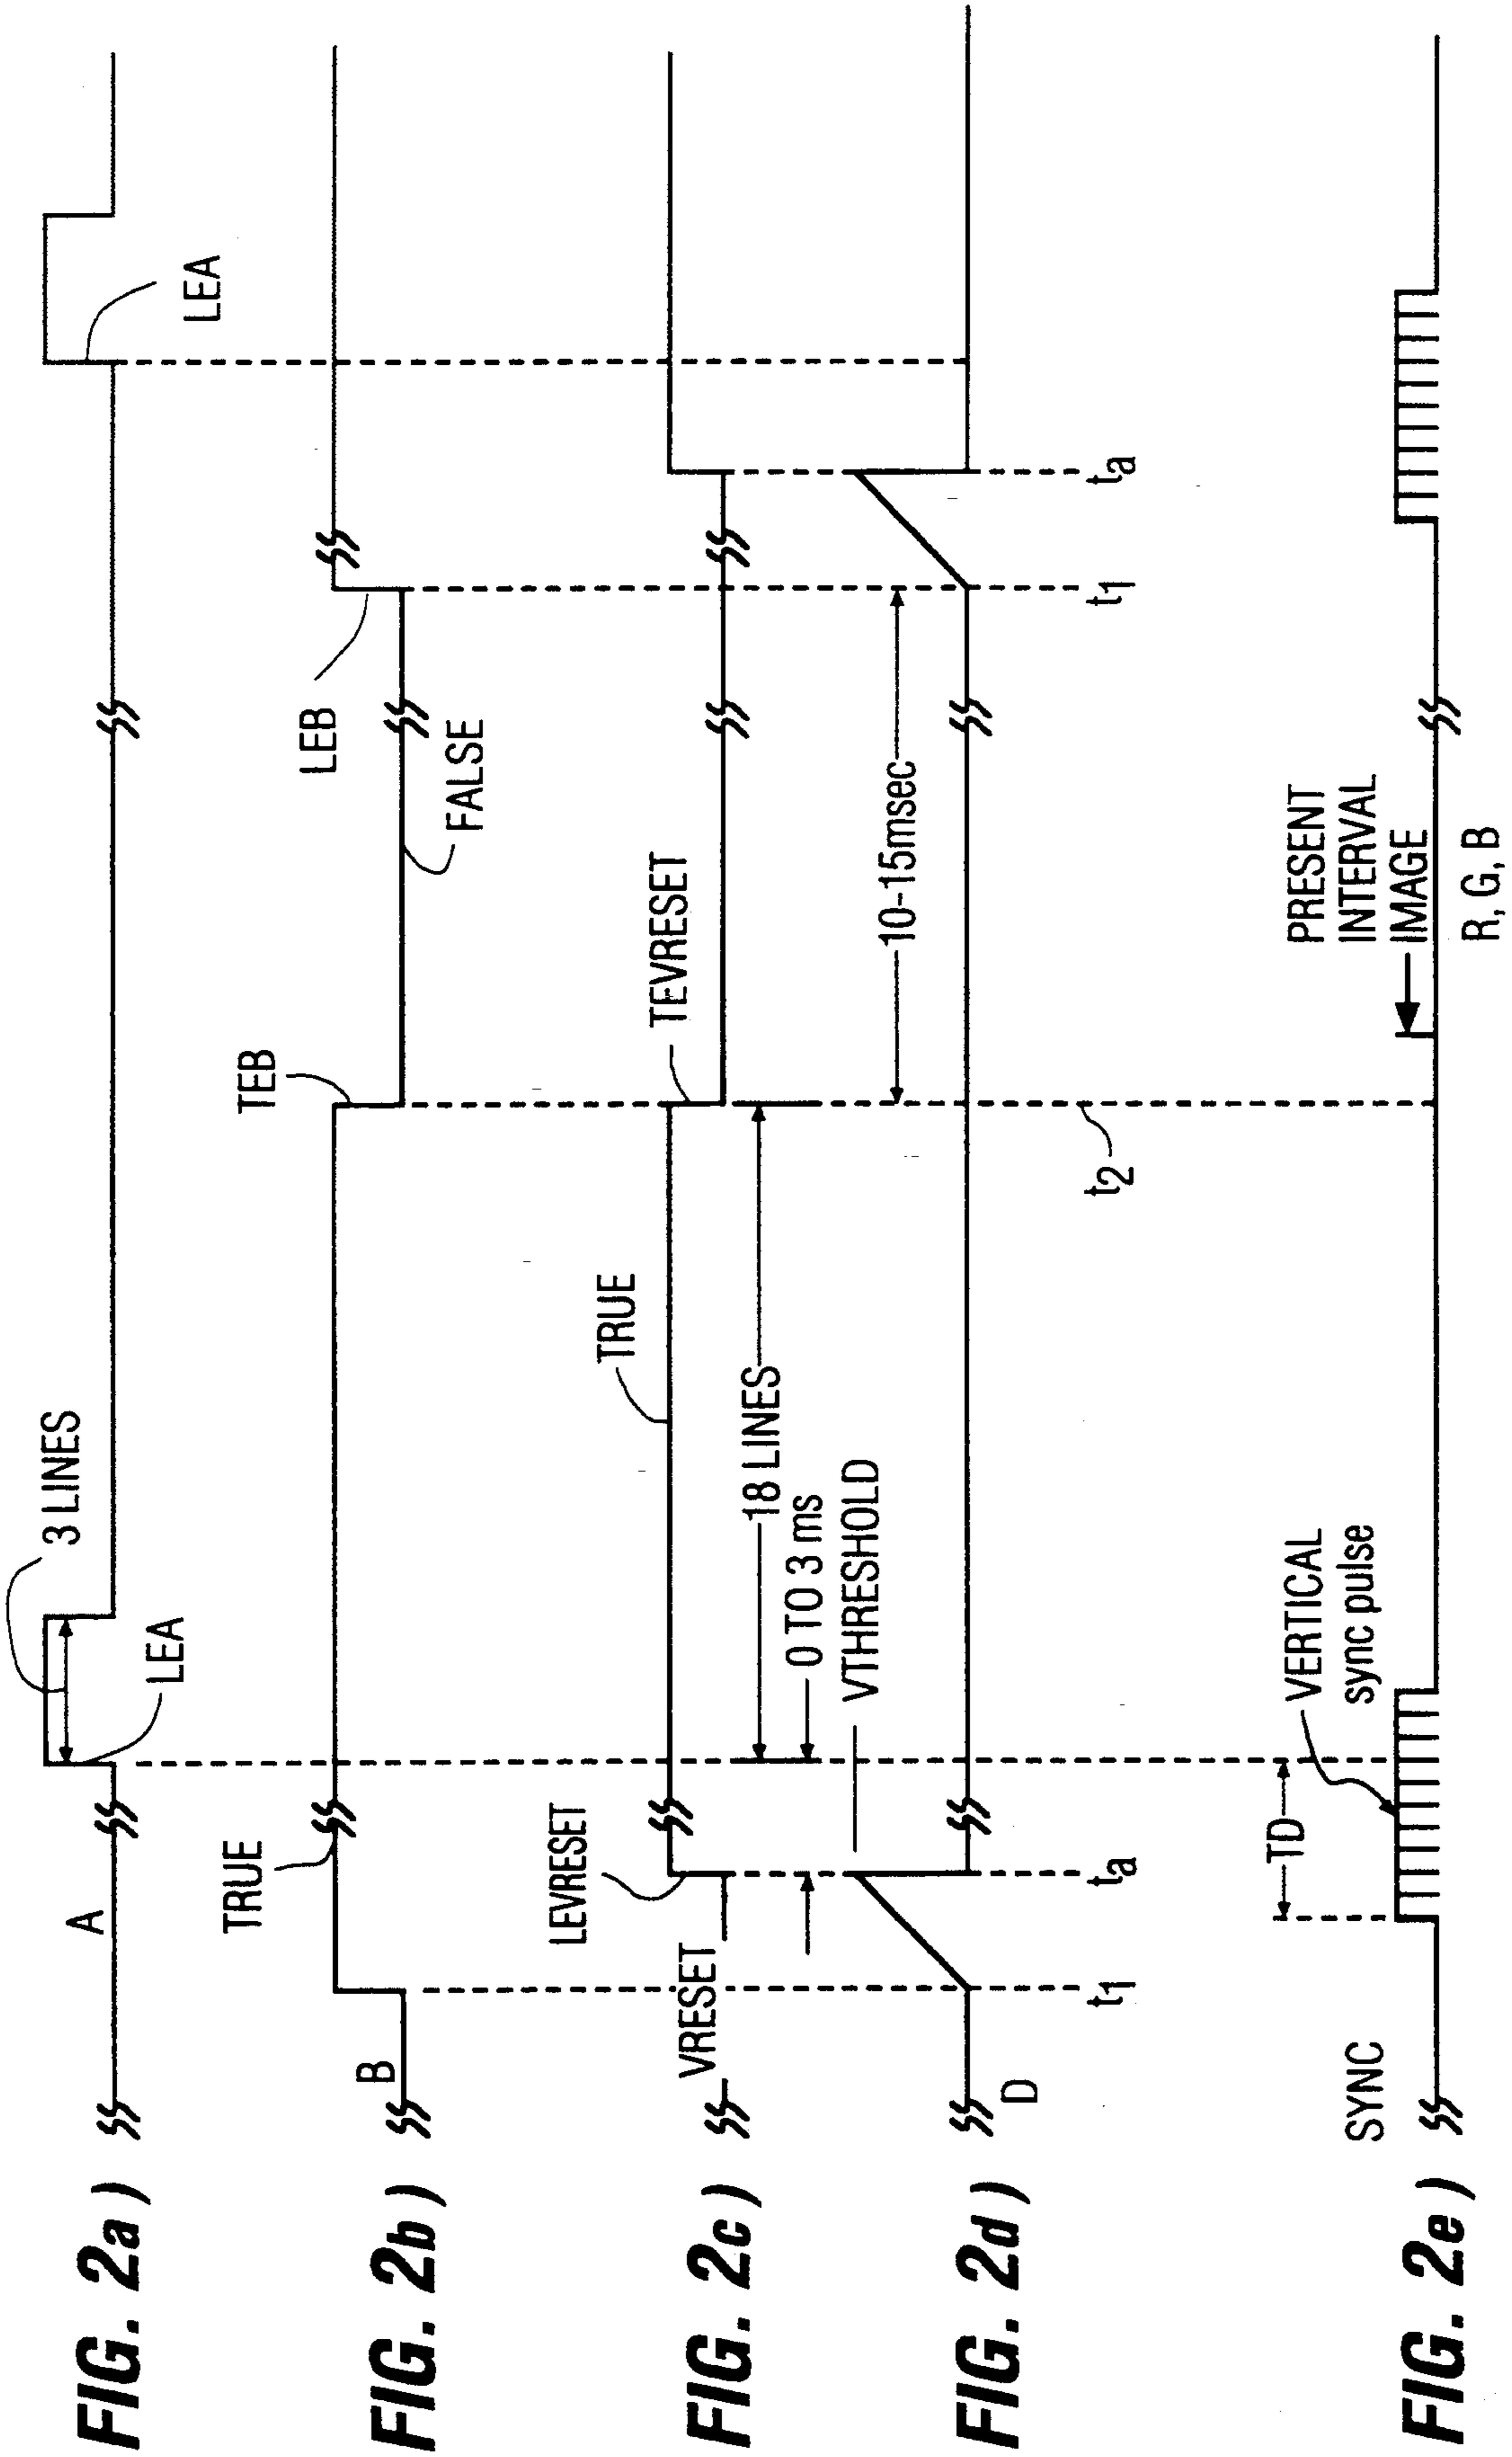 FIG. 2a)
A
LEA
3 LINES
LEA
FIG. 2b)
B
TRUE
TEB
FALSE
LEB
FIG. 2c)
VRESET
LEVRESET
TRUE
TEVRESET
18 LINES
0 TO 3 ms
VTHRESHOLD
FIG. 2d)
D
t1
ta
t2
10-15msec
t1
ta
FIG. 2e)
SYNC
TD
VERTICAL
sync pulse
PRESENT
INTERVAL
IMAGE
R, G, B